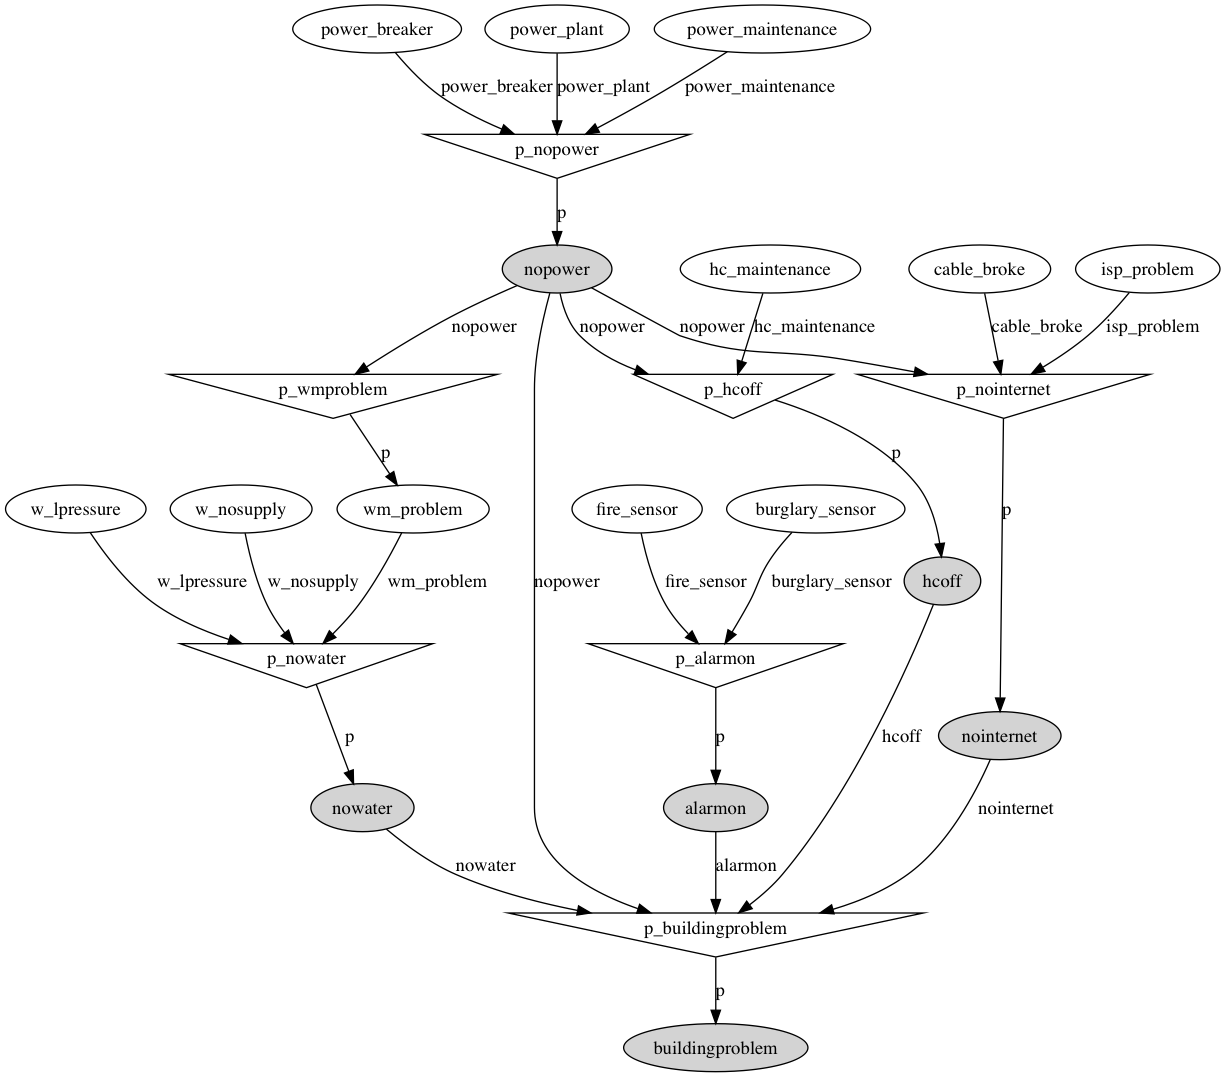 power_breaker power_plant power_maintenance
power_breaker power_plant power_maintenance
p_nopower
p
nopower hc_maintenance cable_broke isp_problem
nopower nopower nopower hc_maintenance cable_broke isp_problem
p_wmproblem p_hcoff p_nointernet
p p
w_lpressure w_nosupply wm_problem fire_sensor burglary_sensor p
w_lpressure w_nosupply wm_problem nopower fire_sensor burglary_sensor hcoff
p_nowater p_alarmon
p p hcoff nointernet
nowater alarmon nointernet
nowater alarmon
p_buildingproblem
p
buildingproblem